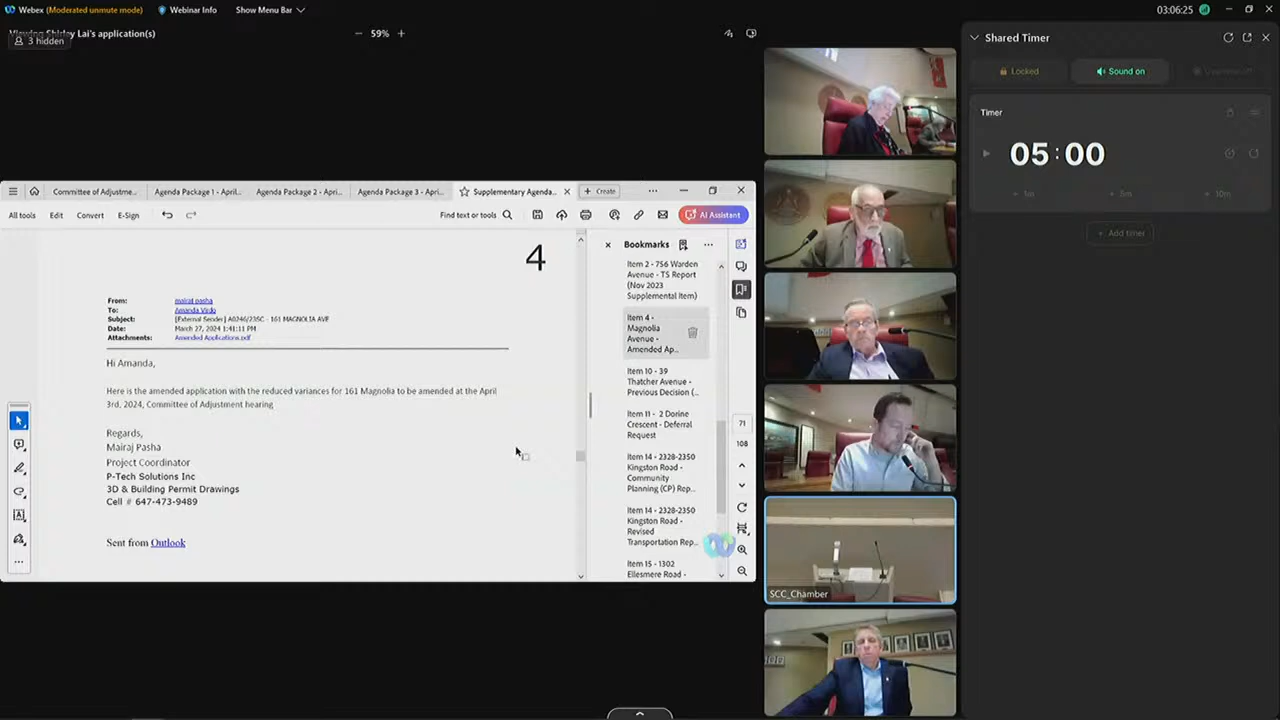 Webex (Moderated unmute mode) Webinar Info Show Menu Bar
03:06:25
Viewing Shirley Lai's application(s)
3 hidden
59%
Committee of Adjustme...
Agenda Package 1 - April...
Agenda Package 2 - Apri...
Agenda Package 3 - Apri...
Supplementary Agenda...
Create
All tools Edit Convert E-Sign
Find text or tools
AI Assistant
4
From: mairaj pasha
To:
Subject: [External Sender] A0246/23SC - 161 MAGNOLIA AVE
Date: March 27, 2024 1:41:11 PM
Attachments: Amended Applications.pdf
Hi Amanda,
Here is the amended application with the reduced variances for 161 Magnolia to be amended at the April
3rd, 2024, Committee of Adjustment hearing
Regards,
Mairaj Pasha
Project Coordinator
P-Tech Solutions Inc
3D & Building Permit Drawings
Cell # 647-473-9489
Sent from Outlook
Bookmarks
Item 2 - 756 Warden
Avenue - TS Report
(Nov 2023
Supplemental Item)
Item 4 -
Magnolia
Avenue -
Amended Ap...
Item 10 - 39
Thatcher Avenue -
Previous Decision (...
Item 11 - 2 Dorine
Crescent - Deferral
Request
Item 14 - 2328-2350
Kingston Road -
Community
Planning (CP) Rep...
Item 14 - 2328-2350
Kingston Road -
Revised
Transportation Rep...
Item 15 - 1302
Ellesmere Road -
71
108
SCC_Chamber
Shared Timer
Locked
Sound on
Timer
05:00
Add timer